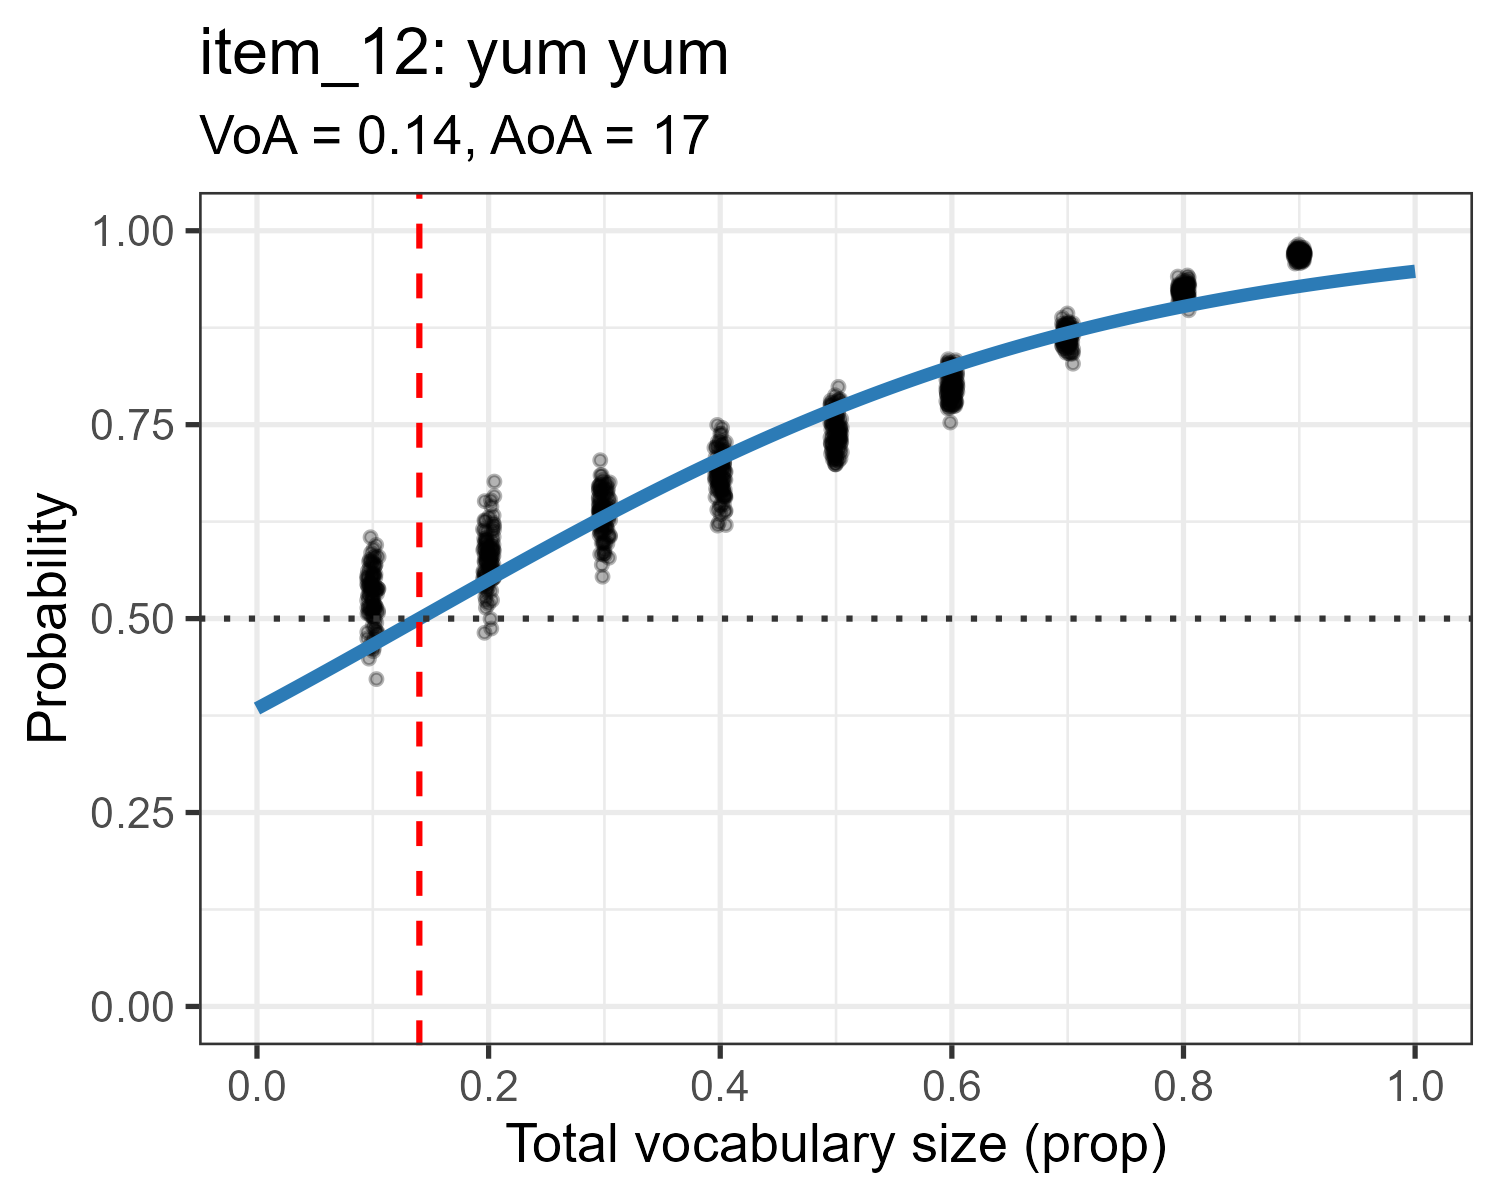 item_12: yum yum
VoA = 0.14, AoA = 17
1.00
0.75
0.50
0.25
0.00
Probability
0.0 0.2 0.4 0.6 0.8 1.0
Total vocabulary size (prop)